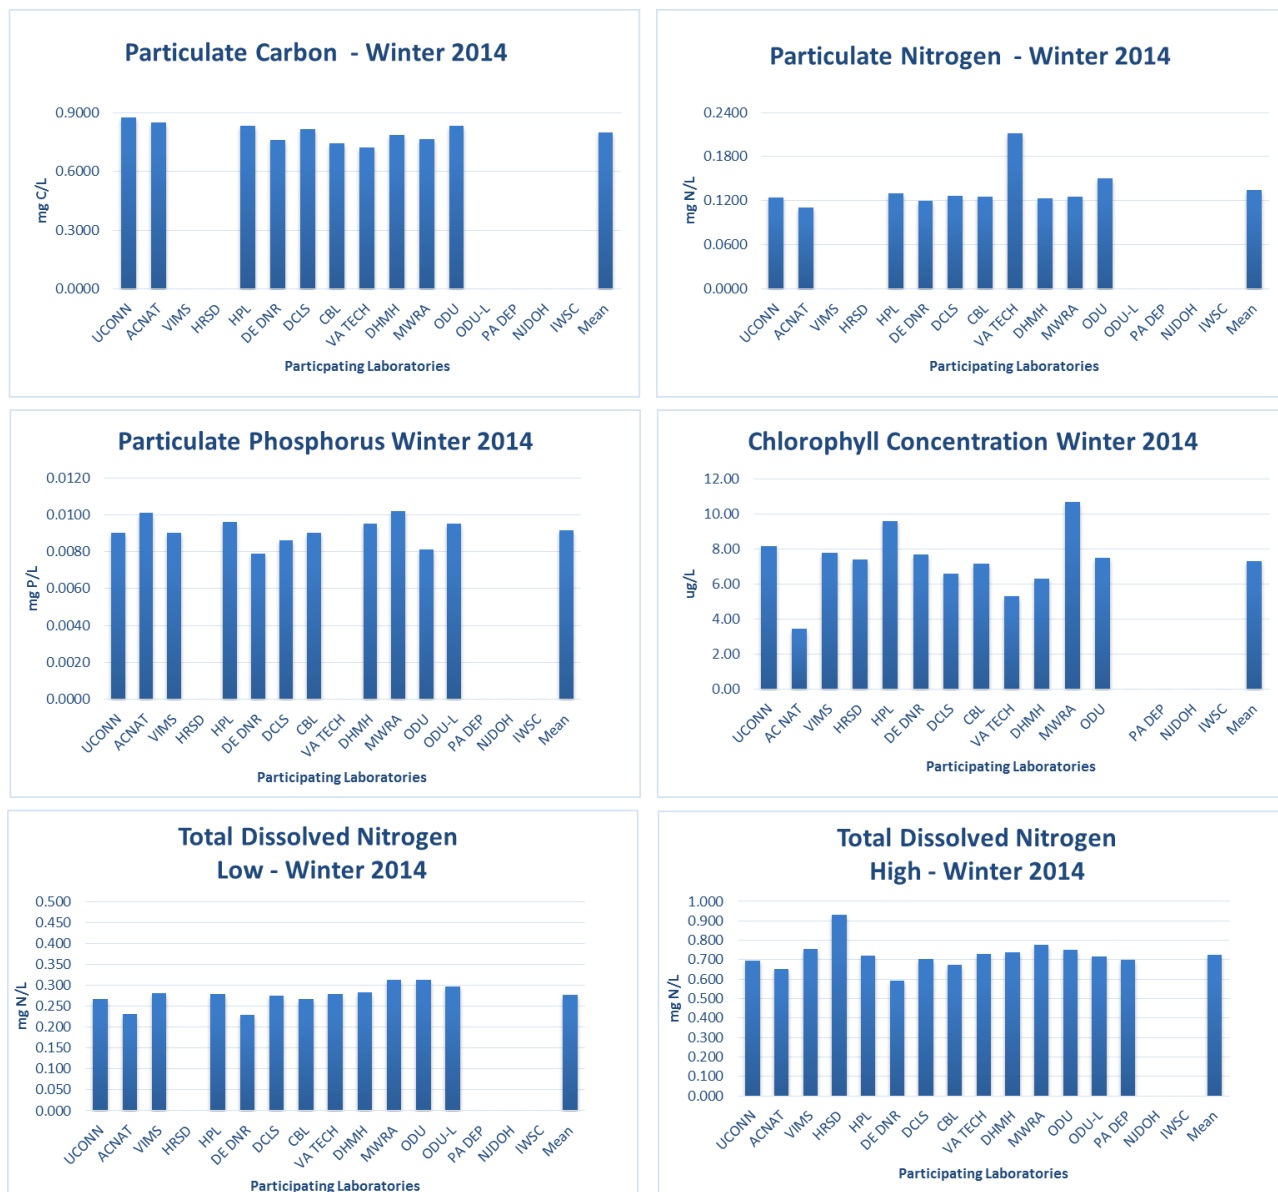 Particulate Carbon  - Winter 2014
0.9000
0.6000
0.3000
0.0000
mg C/L
UCONN
ACNAT
VIMS
HRSD
HPL
DE DNR
DCLS
CBL
VA TECH
DHMH
MWRA
ODU
ODU-L
PA DEP
NJDOH
IWSC
Mean
Particpating Laboratories
Particulate Nitrogen  - Winter 2014
0.2400
0.1800
0.1200
0.0600
0.0000
mg N/L
UCONN
ACNAT
VIMS
HRSD
HPL
DE DNR
DCLS
CBL
VA TECH
DHMH
MWRA
ODU
ODU-L
PA DEP
NJDOH
IWSC
Mean
Participating Laboratories
Particulate Phosphorus Winter 2014
0.0120
0.0100
0.0080
0.0060
0.0040
0.0020
0.0000
mg P/L
UCONN
ACNAT
VIMS
HRSD
HPL
DE DNR
DCLS
CBL
VA TECH
DHMH
MWRA
ODU
ODU-L
PA DEP
NJDOH
IWSC
Mean
Participating Laboratories
Chlorophyll Concentration Winter 2014
12.00
10.00
8.00
6.00
4.00
2.00
0.00
ug/L
UCONN
AC NAT
VIMS
HRSD
HPL
DE DNR
DCLS
CBL
VA TECH
DHMH
MWRA
ODU
PA DEP
NJDOH
IWSC
Mean
Participating Laboratories
Total Dissolved Nitrogen
Low - Winter 2014
0.500
0.450
0.400
0.350
0.300
0.250
0.200
0.150
0.100
0.050
0.000
mg N/L
UCONN
ACNAT
VIMS
HRSD
HPL
DE DNR
DCLS
CBL
VA TECH
DHMH
MWRA
ODU
ODU-L
PA DEP
NJDOH
IWSC
Mean
Participating Laboratories
Total Dissolved Nitrogen
High - Winter 2014
1.000
0.900
0.800
0.700
0.600
0.500
0.400
0.300
0.200
0.100
0.000
mg N/L
UCONN
ACNAT
VIMS
HRSD
HPL
DE DNR
DCLS
CBL
VA TECH
DHMH
MWRA
ODU
ODU-L
PA DEP
NJDOH
IWSC
Mean
Participating Laboratories